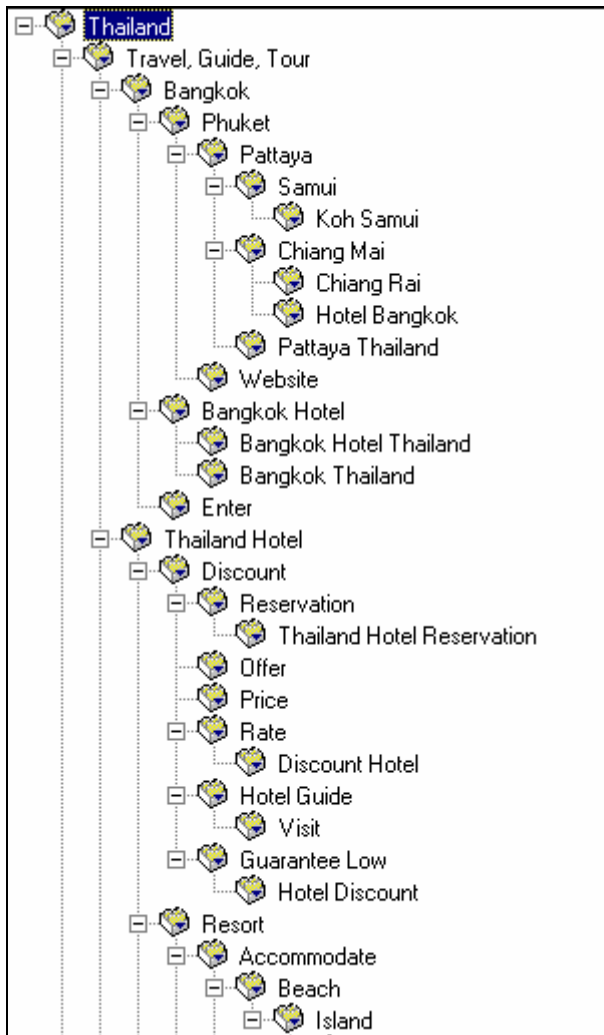 Thailand
Travel, Guide, Tour
Bangkok
Phuket
Pattaya
Samui
Koh Samui
Chiang Mai
Chiang Rai
Hotel Bangkok
Pattaya Thailand
Website
Bangkok Hotel
Bangkok Hotel Thailand
Bangkok Thailand
Enter
Thailand Hotel
Discount
Reservation
Thailand Hotel Reservation
Offer
Price
Rate
Discount Hotel
Hotel Guide
Visit
Guarantee Low
Hotel Discount
Resort
Accommodate
Beach
Island